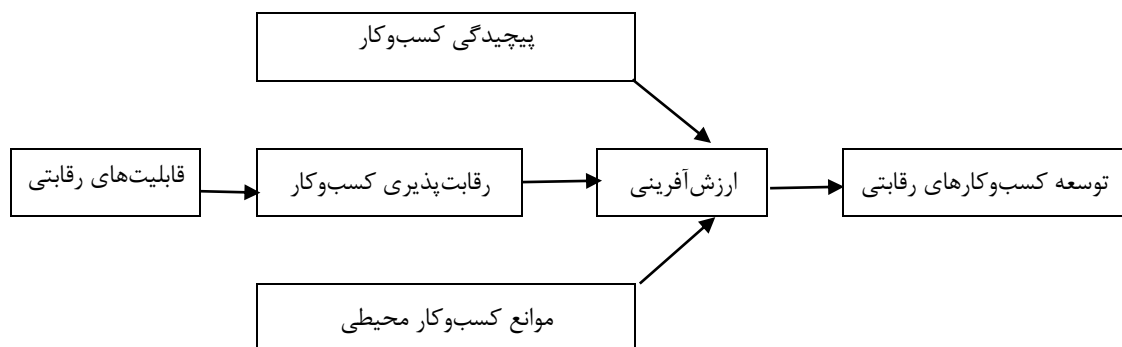 پیچیدگی کسب‌وکار
قابلیت‌های رقابتی
رقابت‌پذیری کسب‌وکار
ارزش‌آفرینی
توسعه کسب‌وکارهای رقابتی
موانع کسب‌وکار محیطی